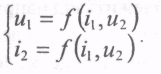 u₁ = f(i₁,u₂)
i₂ = f(i₁,u₂).